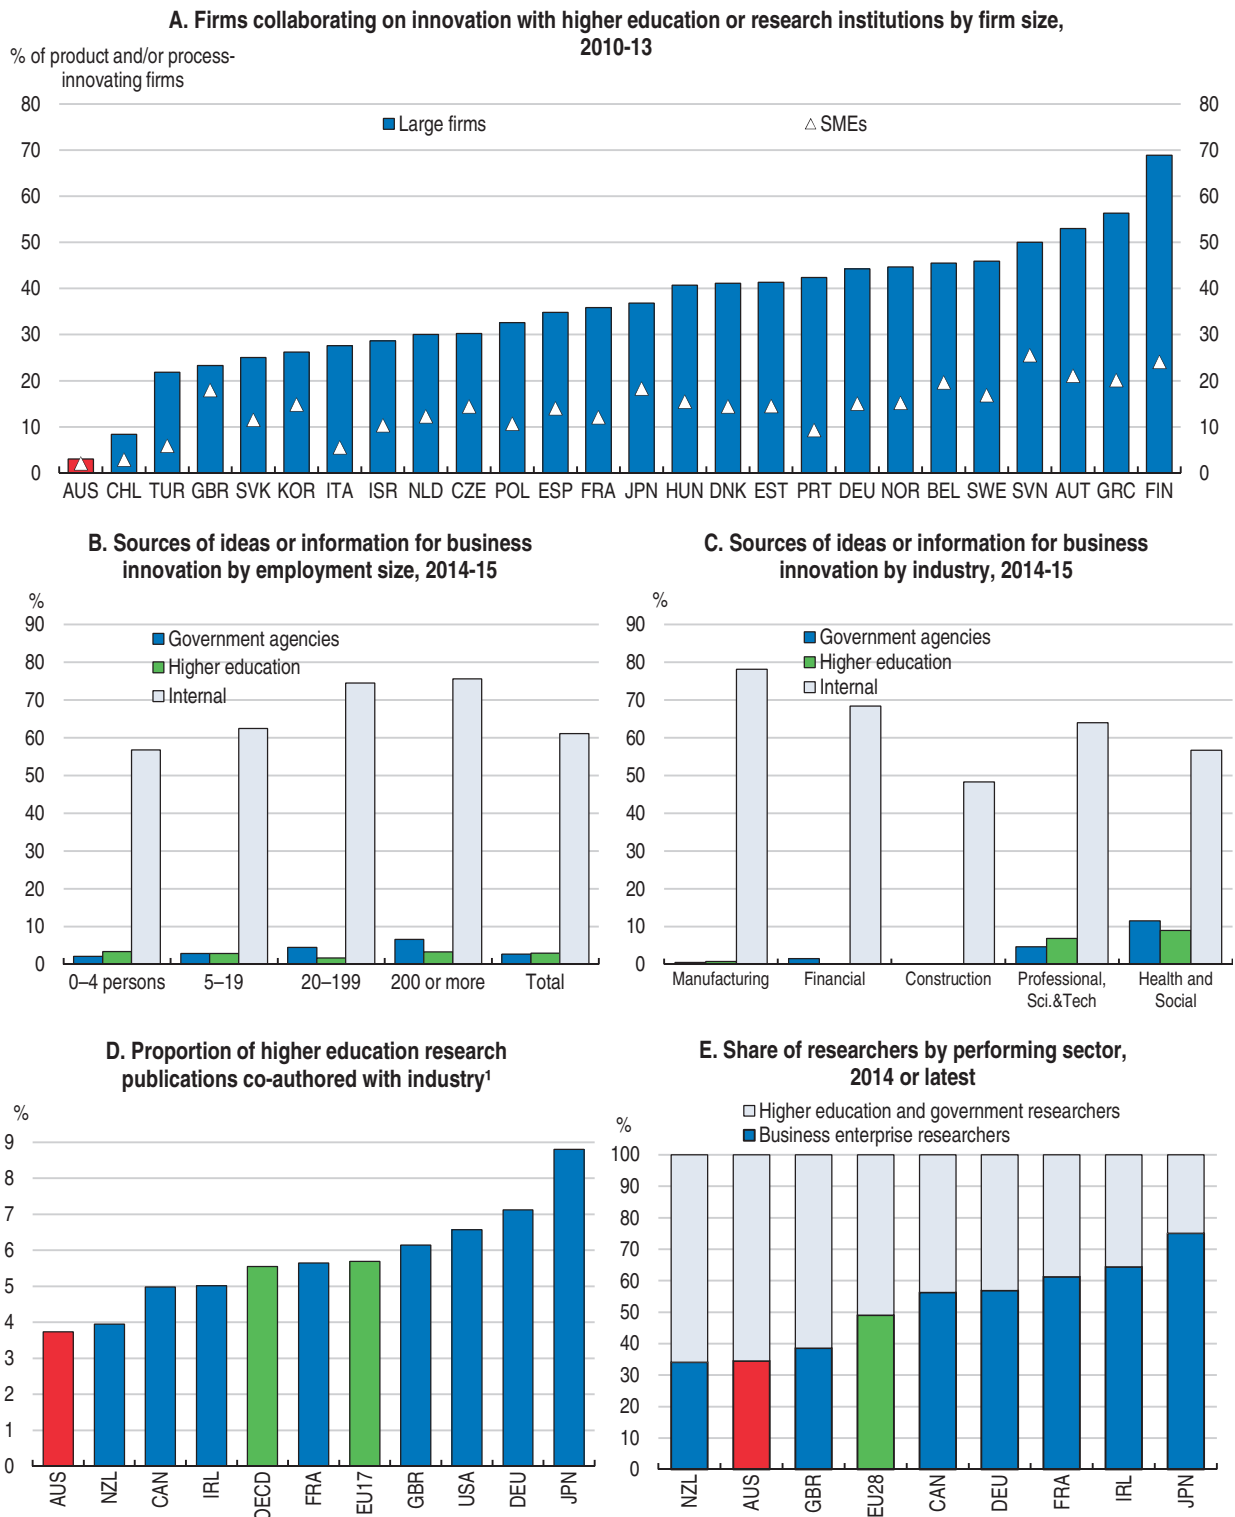 A. Firms collaborating on innovation with higher education or research institutions by firm size,
2010-13
% of product and/or process-
innovating firms
Large firms
SMEs
80 80
70 70
60 60
50 50
40 40
30 30
20 20
10 10
0 0
AUS CHL TUR GBR SVK KOR ITA ISR NLD CZE POL ESP FRA JPN HUN DNK EST PRT DEU NOR BEL SWE SVN AUT GRC FIN
B. Sources of ideas or information for business
innovation by employment size, 2014-15
%
Government agencies
Higher education
Internal
90
80
70
60
50
40
30
20
10
0
0–4 persons 5–19 20–199 200 or more Total
C. Sources of ideas or information for business
innovation by industry, 2014-15
%
Government agencies
Higher education
Internal
90
80
70
60
50
40
30
20
10
0
Manufacturing Financial Construction Professional, Health and
Sci.&Tech Social
D. Proportion of higher education research
publications co-authored with industry¹
%
9
8
7
6
5
4
3
2
1
0
AUS NZL CAN IRL OECD FRA EU17 GBR USA DEU JPN
E. Share of researchers by performing sector,
2014 or latest
Higher education and government researchers
Business enterprise researchers
%
100
90
80
70
60
50
40
30
20
10
0
NZL AUS GBR EU28 CAN DEU FRA IRL JPN